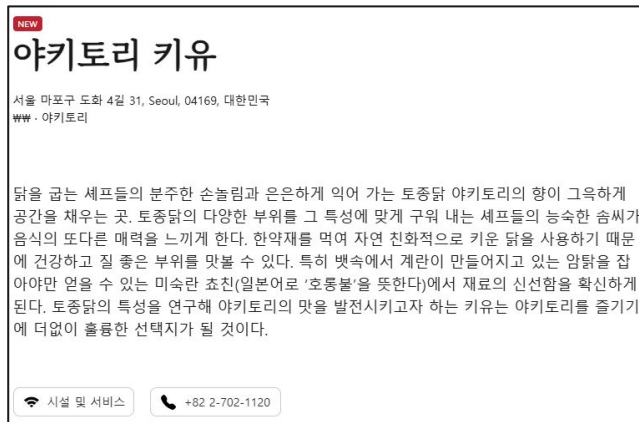 NEW
야키토리 키유
서울 마포구 도화 4길 31, Seoul, 04169, 대한민국
₩₩ · 야키토리
닭을 굽는 셰프들의 분주한 손놀림과 은은하게 익어 가는 토종닭 야키토리의 향이 그윽하게
공간을 채우는 곳. 토종닭의 다양한 부위를 그 특성에 맞게 구워 내는 셰프들의 능숙한 솜씨가
음식의 또다른 매력을 느끼게 한다. 한약재를 먹여 자연 친화적으로 키운 닭을 사용하기 때문
에 건강하고 질 좋은 부위를 맛볼 수 있다. 특히 뱃속에서 계란이 만들어지고 있는 암탉을 잡
아야만 얻을 수 있는 미숙란 쵸친(일본어로 ‘호롱불’을 뜻한다)에서 재료의 신선함을 확신하게
된다. 토종닭의 특성을 연구해 야키토리의 맛을 발전시키고자 하는 키유는 야키토리를 즐기기
에 더없이 훌륭한 선택지가 될 것이다.
시설 및 서비스
+82 2-702-1120